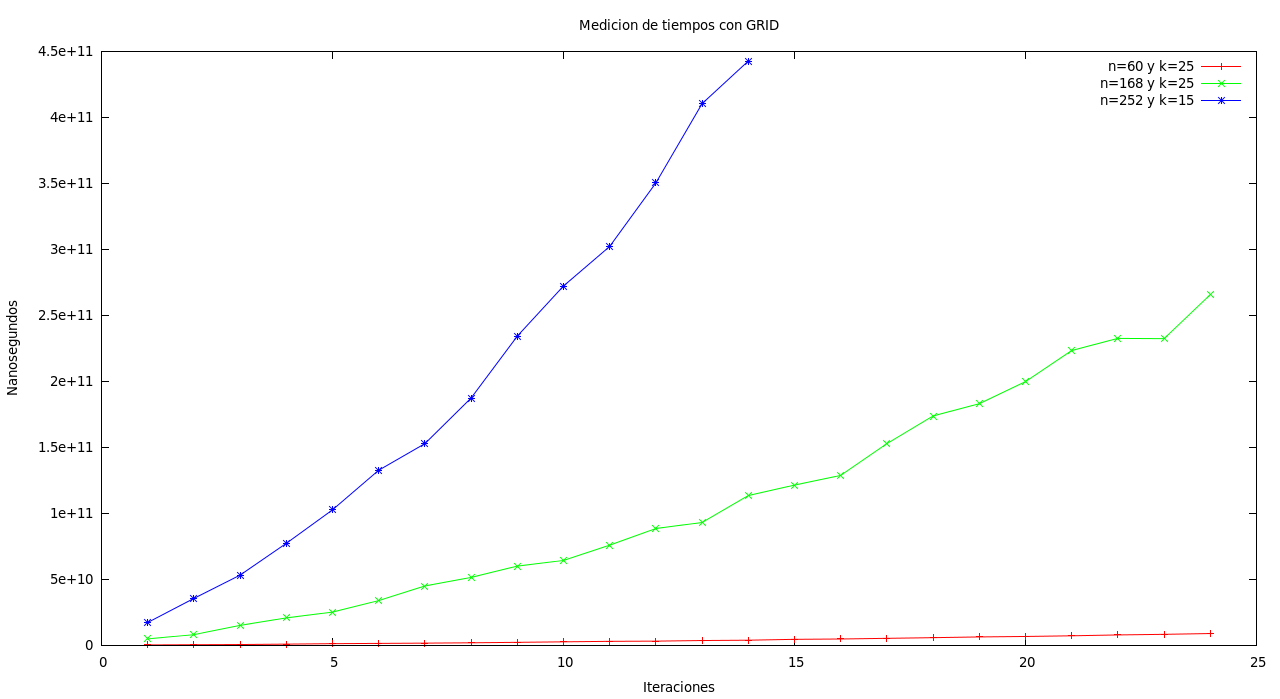 Medicion de tiempos con GRID
4.5e+11
4e+11
3.5e+11
3e+11
2.5e+11
2e+11
1.5e+11
1e+11
5e+10
0
Nanosegundos
n=60 y k=25
n=168 y k=25
n=252 y k=15
0 5 10 15 20 25
Iteraciones